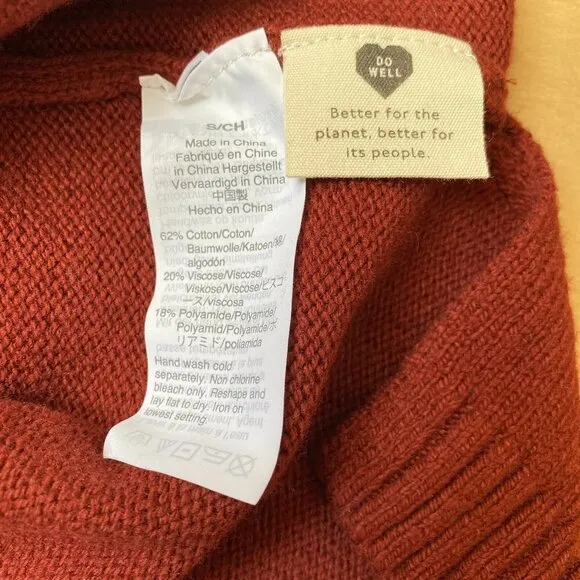 S/CH
Made in China
Fabriqué en Chine
in China Hergestellt
Vervaardigd in China
中国製
Hecho en China
62% Cotton/Coton/
Baumwolle/Katoen/綿/
algodón
20% Viscose/Viscose/
Viskose/Viscose/ビスコ
ース/viscosa
18% Polyamide/Polyamide/
Polyamid/Polyamide/ポ
リアミド/poliamida
Hand wash cold
separately. Non chlorine
bleach only. Reshape and
lay flat to dry. Iron on
lowest setting.
DO
WELL
Better for the
planet, better for
its people.